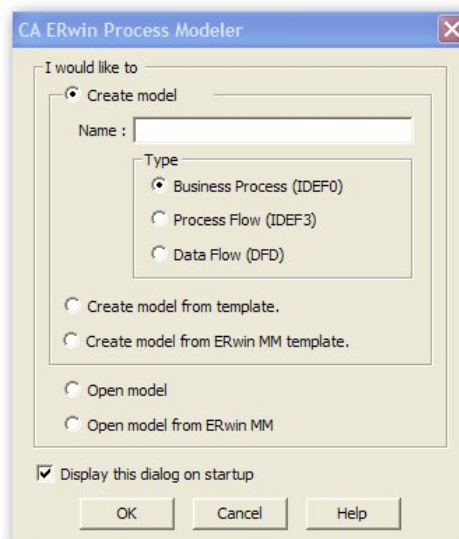 CA ERwin Process Modeler
I would like to
Create model
Name :
Type
Business Process (IDEF0)
Process Flow (IDEF3)
Data Flow (DFD)
Create model from template.
Create model from ERwin MM template.
Open model
Open model from ERwin MM
Display this dialog on startup
OK Cancel Help